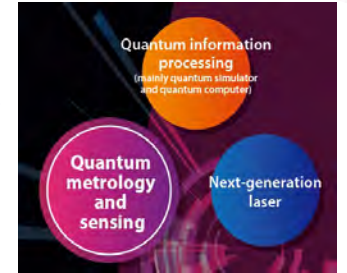 Quantum information
processing
(mainly quantum simulator
and quantum computer)
Quantum
metrology
and
sensing
Next-generation
laser